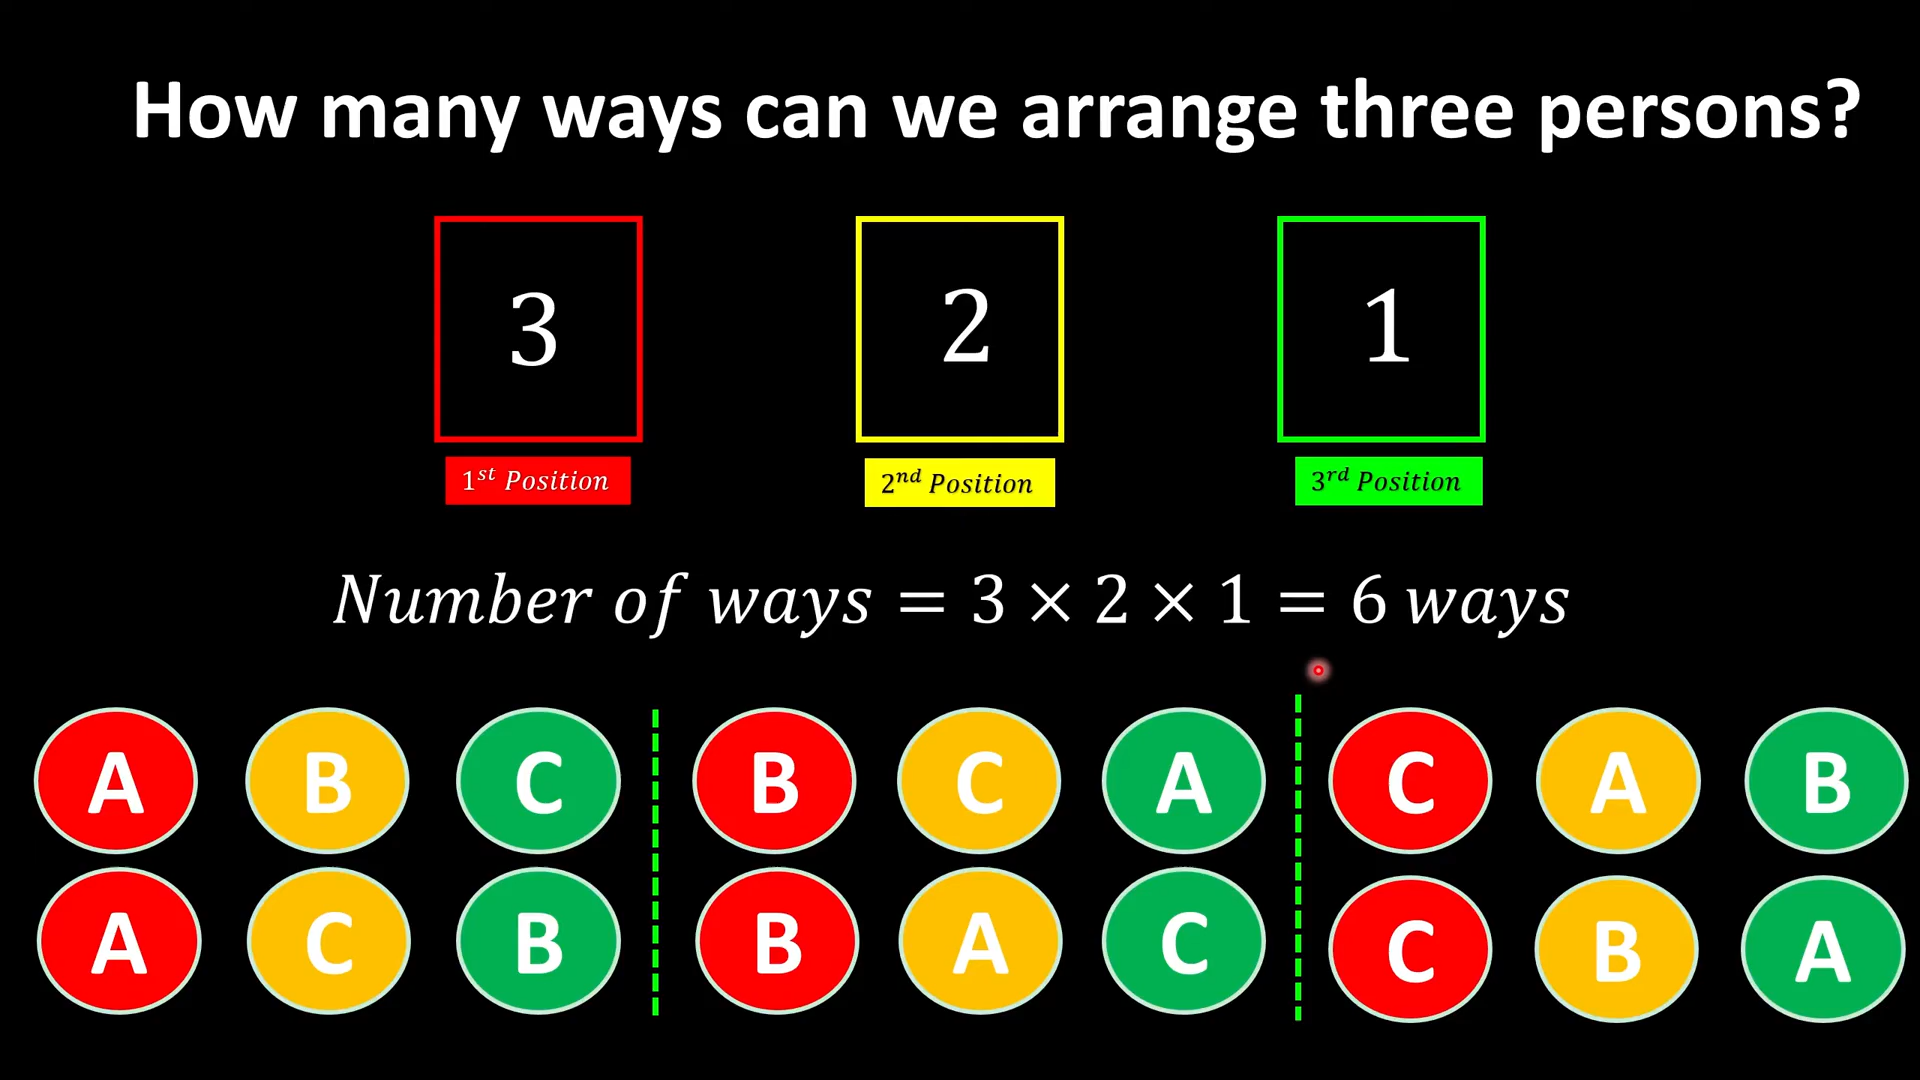 How many ways can we arrange three persons?
3 2 1
1st Position 2nd Position 3rd Position
Number of ways = 3 × 2 × 1 = 6 ways
A B C B C A C A B
A C B B A C C B A